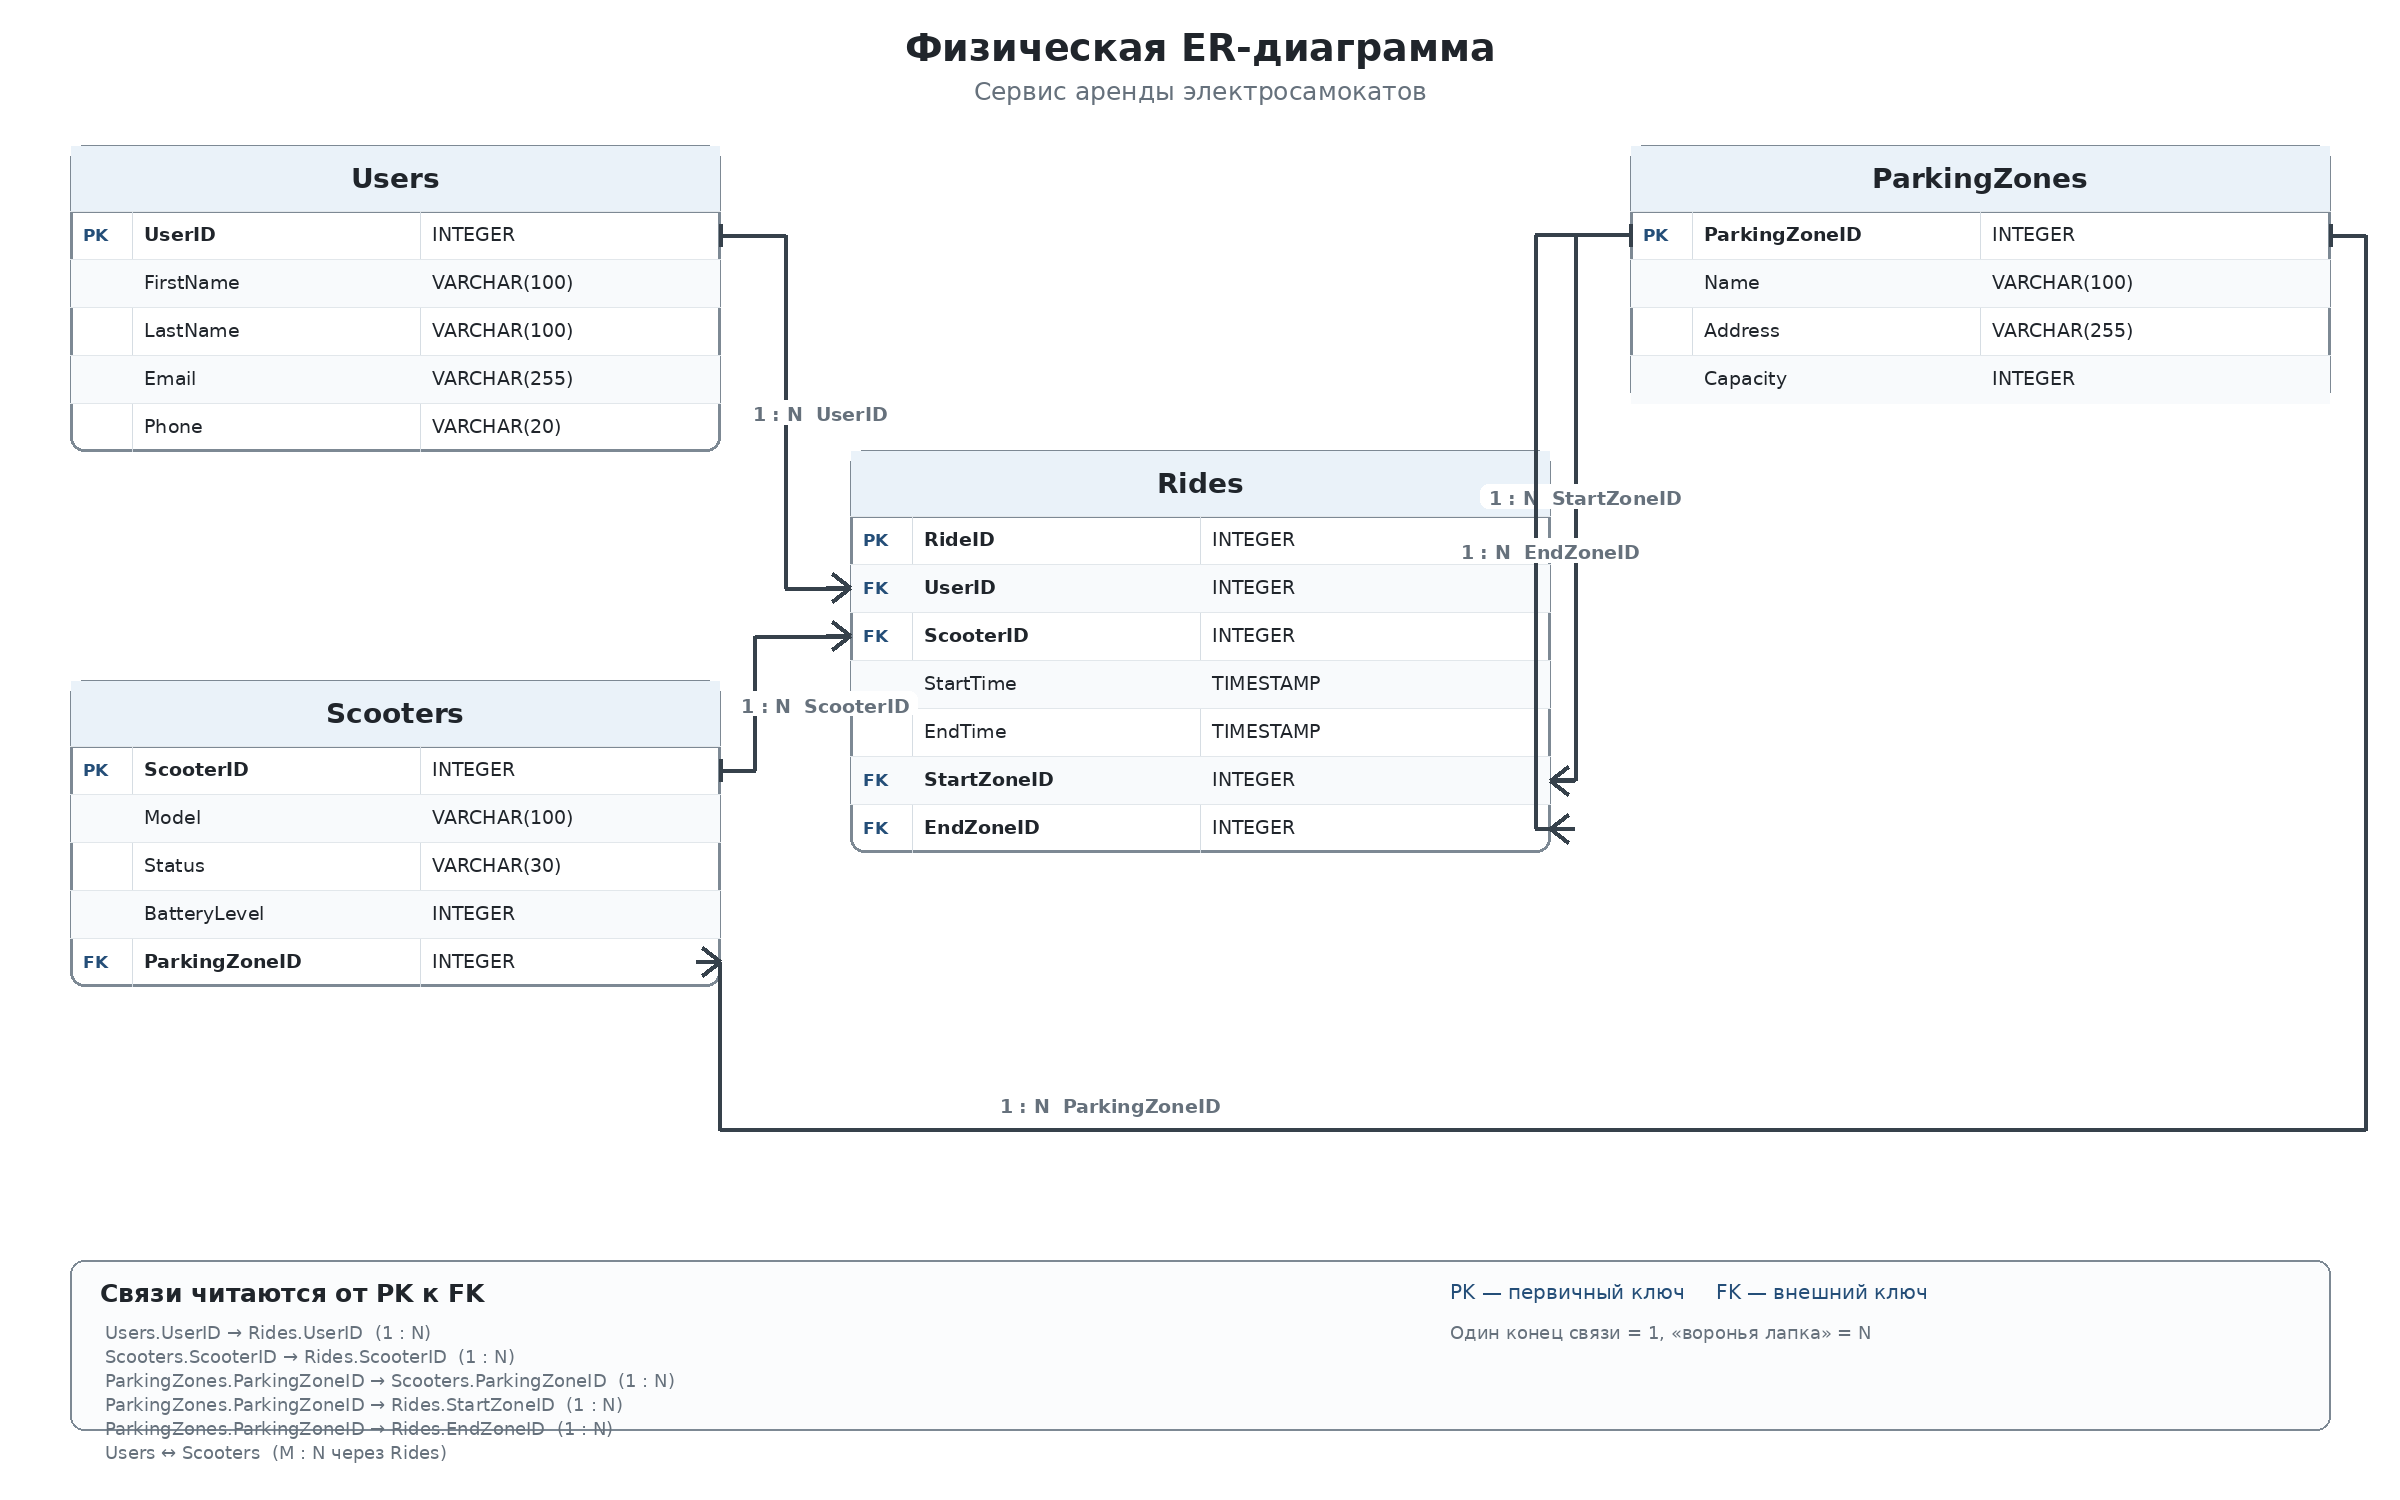 Физическая ER-диаграмма
Сервис аренды электросамокатов
Users
PK UserID INTEGER
FirstName VARCHAR(100)
LastName VARCHAR(100)
Email VARCHAR(255)
Phone VARCHAR(20)
ParkingZones
PK ParkingZoneID INTEGER
Name VARCHAR(100)
Address VARCHAR(255)
Capacity INTEGER
1 : N UserID
Rides
PK RideID INTEGER
FK UserID INTEGER
FK ScooterID INTEGER
StartTime TIMESTAMP
EndTime TIMESTAMP
FK StartZoneID INTEGER
FK EndZoneID INTEGER
1 : N StartZoneID
1 : N EndZoneID
1 : N ScooterID
Scooters
PK ScooterID INTEGER
Model VARCHAR(100)
Status VARCHAR(30)
BatteryLevel INTEGER
FK ParkingZoneID INTEGER
1 : N ParkingZoneID
Связи читаются от PK к FK
Users.UserID → Rides.UserID (1 : N)
Scooters.ScooterID → Rides.ScooterID (1 : N)
ParkingZones.ParkingZoneID → Scooters.ParkingZoneID (1 : N)
ParkingZones.ParkingZoneID → Rides.StartZoneID (1 : N)
ParkingZones.ParkingZoneID → Rides.EndZoneID (1 : N)
Users ↔ Scooters (M : N через Rides)
PK — первичный ключ FK — внешний ключ
Один конец связи = 1, «воронья лапка» = N